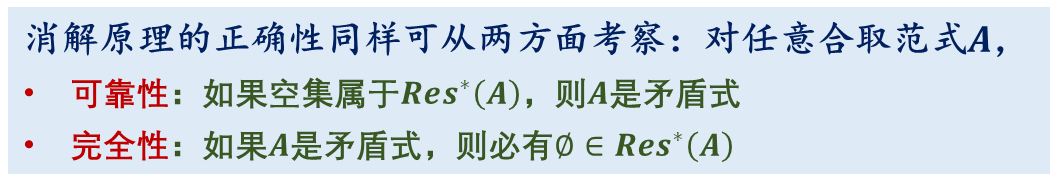 消解原理的正确性同样可从两方面考察：对任意合取范式A，
• 可靠性：如果空集属于Res*(A)，则A是矛盾式
• 完全性：如果A是矛盾式，则必有∅ ∈ Res*(A)